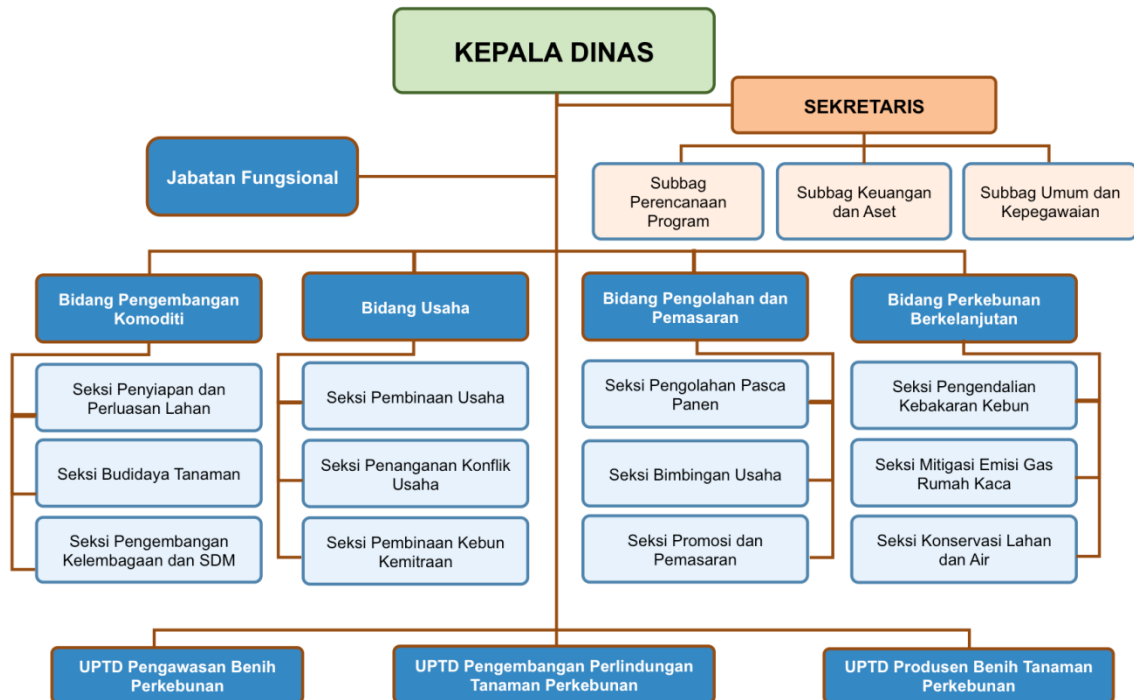 KEPALA DINAS
SEKRETARIS
Jabatan Fungsional
Subbag
Perencanaan
Program
Subbag Keuangan
dan Aset
Subbag Umum dan
Kepegawaian
Bidang Pengembangan
Komoditi
Seksi Penyiapan dan
Perluasan Lahan
Seksi Budidaya Tanaman
Seksi Pengembangan
Kelembagaan dan SDM
Bidang Usaha
Seksi Pembinaan Usaha
Seksi Penanganan Konflik
Usaha
Seksi Pembinaan Kebun
Kemitraan
Bidang Pengolahan dan
Pemasaran
Seksi Pengolahan Pasca
Panen
Seksi Bimbingan Usaha
Seksi Promosi dan
Pemasaran
Bidang Perkebunan
Berkelanjutan
Seksi Pengendalian
Kebakaran Kebun
Seksi Mitigasi Emisi Gas
Rumah Kaca
Seksi Konservasi Lahan
dan Air
UPTD Pengawasan Benih
Perkebunan
UPTD Pengembangan Perlindungan
Tanaman Perkebunan
UPTD Produsen Benih Tanaman
Perkebunan